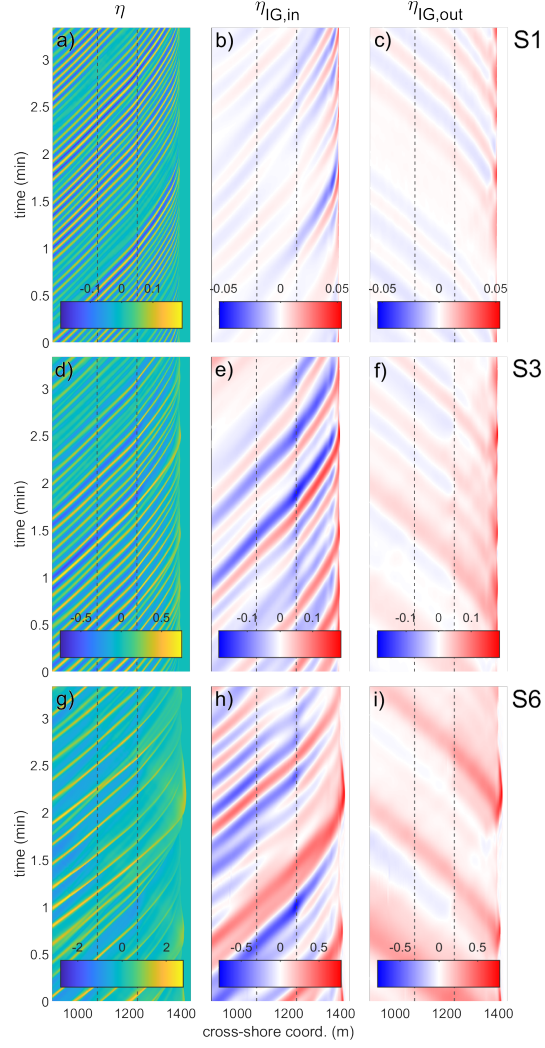 η η_IG,in η_IG,out
a) b) c) S1
3
2.5
2
1.5
1
0.5
0
time (min)
-0.1 0 0.1
-0.05 0 0.05
-0.05 0 0.05
d) e) f) S3
3
2.5
2
1.5
1
0.5
0
time (min)
-0.5 0 0.5
-0.1 0 0.1
-0.1 0 0.1
g) h) i) S6
3
2.5
2
1.5
1
0.5
0
time (min)
-2 0 2
-0.5 0 0.5
-0.5 0 0.5
1000 1200 1400 1000 1200 1400 1000 1200 1400
cross-shore coord. (m)